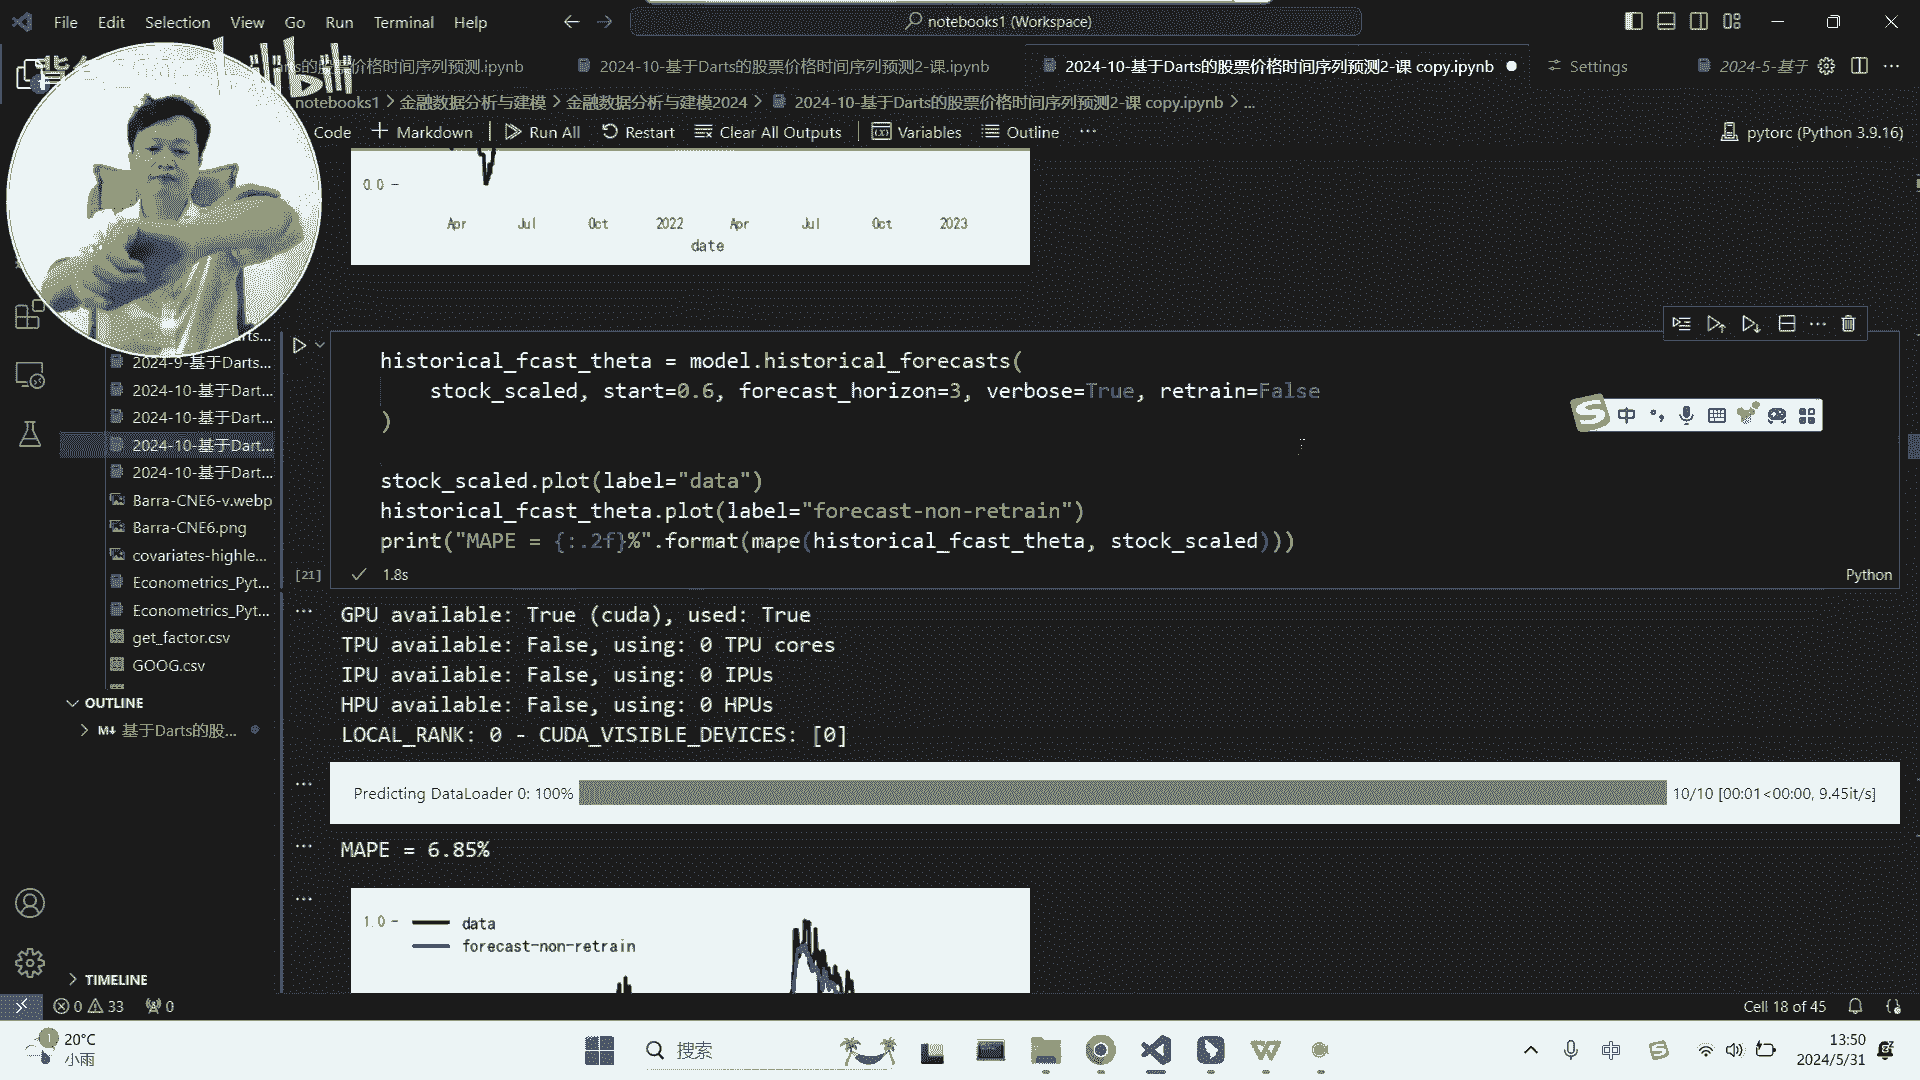 File Edit Selection View Go Run Terminal Help
notebooks1 (Workspace)
bilibili
的股票价格时间序列预测.ipynb
2024-10-基于Darts的股票价格时间序列预测2-课.ipynb
2024-10-基于Darts的股票价格时间序列预测2-课 copy.ipynb
Settings
2024-5-基于
notebooks1 > 金融数据分析与建模 > 金融数据分析与建模2024 > 2024-10-基于Darts的股票价格时间序列预测2-课 copy.ipynb > ...
Code + Markdown Run All Restart Clear All Outputs Variables Outline ...
pytorc (Python 3.9.16)
0.0
Apr Jul Oct 2022 Apr Jul Oct 2023
date
historical_fcast_theta = model.historical_forecasts(
stock_scaled, start=0.6, forecast_horizon=3, verbose=True, retrain=False
)
中
stock_scaled.plot(label="data")
historical_fcast_theta.plot(label="forecast-non-retrain")
print("MAPE = {:.2f}%".format(mape(historical_fcast_theta, stock_scaled)))
[21] 1.8s
Python
GPU available: True (cuda), used: True
TPU available: False, using: 0 TPU cores
IPU available: False, using: 0 IPUs
HPU available: False, using: 0 HPUs
LOCAL_RANK: 0 - CUDA_VISIBLE_DEVICES: [0]
Predicting DataLoader 0: 100% 10/10 [00:01<00:00, 9.45it/s]
MAPE = 6.85%
1.0
data
forecast-non-retrain
2024-9-基于Darts...
2024-10-基于Dart...
2024-10-基于Dart...
2024-10-基于Dart...
2024-10-基于Dart...
Barra-CNE6-v.webp
Barra-CNE6.png
covariates-highle...
Econometrics_Pyt...
Econometrics_Pyt...
get_factor.csv
GOOG.csv
OUTLINE
M↓ 基于Darts的股...
TIMELINE
0 33 0
Cell 18 of 45
1
20°C
小雨
搜索
中
13:50
2024/5/31